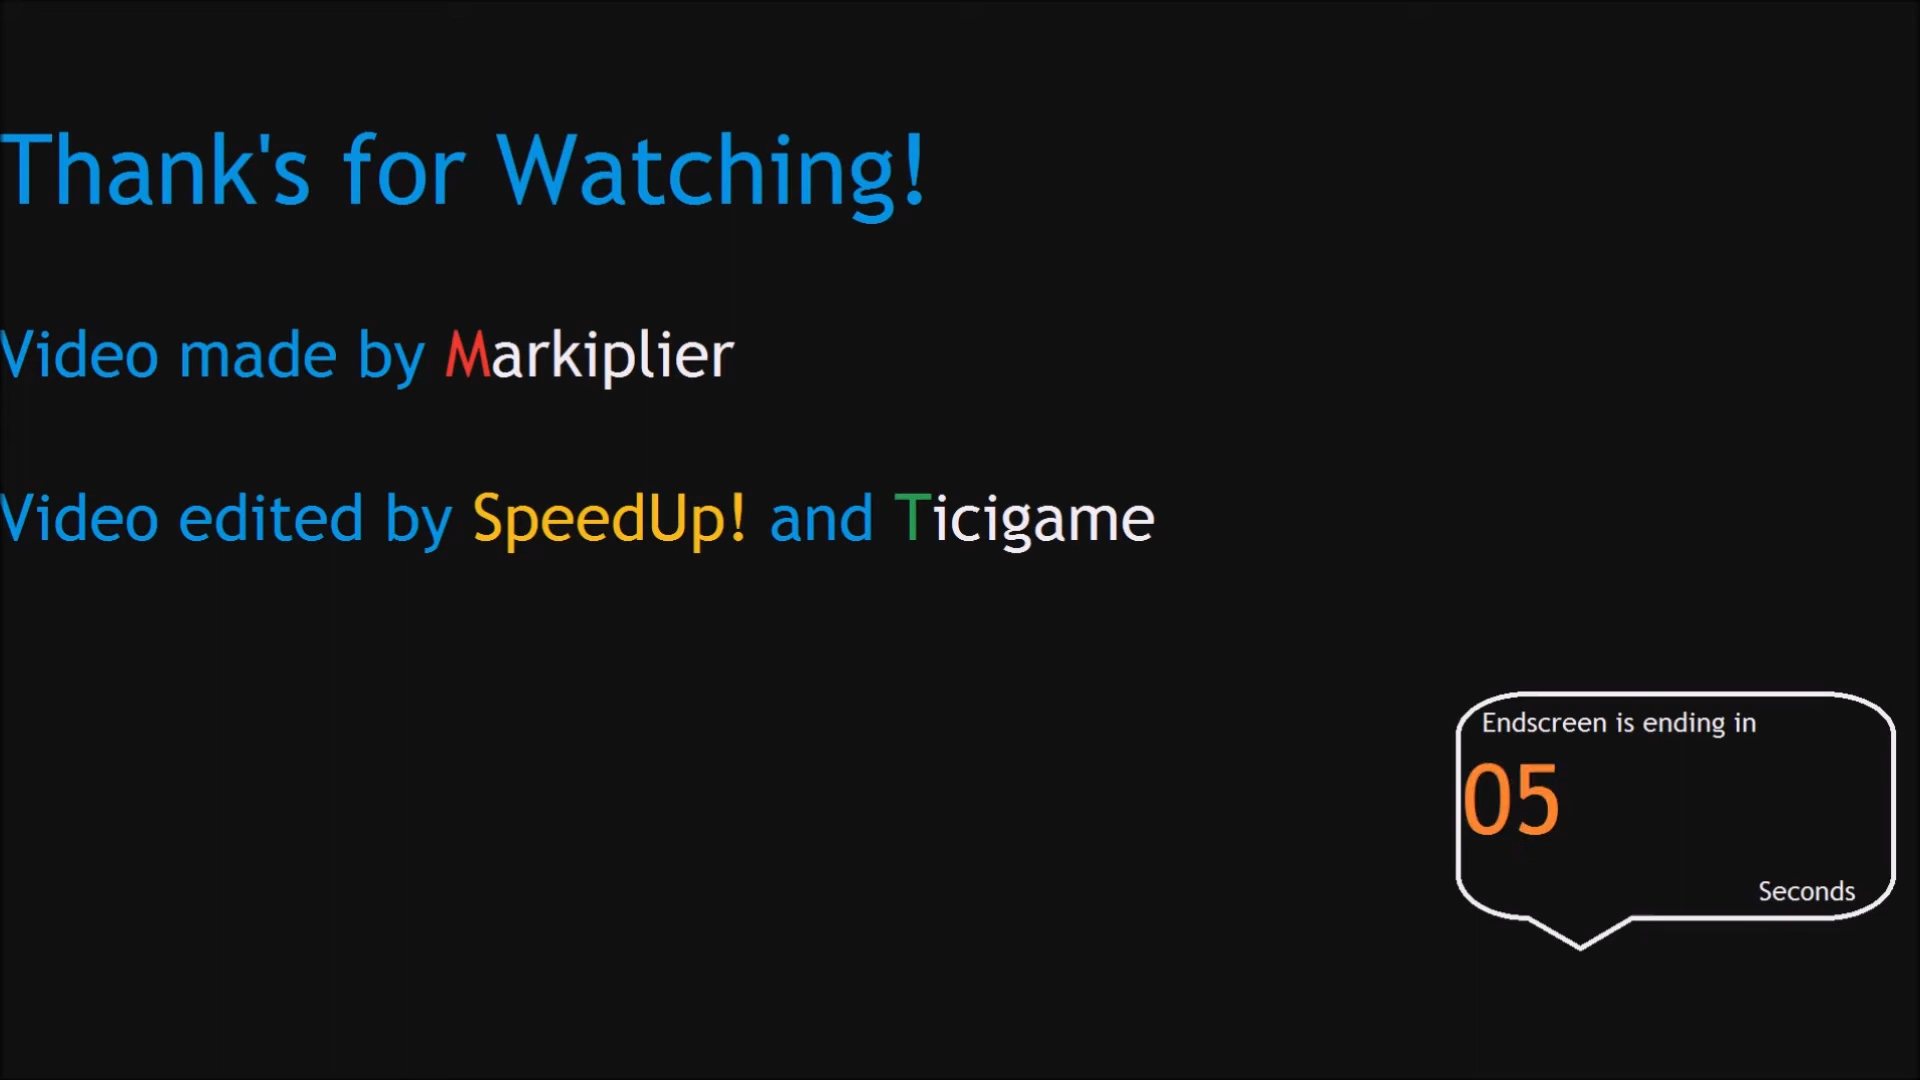 Thank's for Watching!
Video made by Markiplier
Video edited by SpeedUp! and Ticigame
Endscreen is ending in
05
Seconds